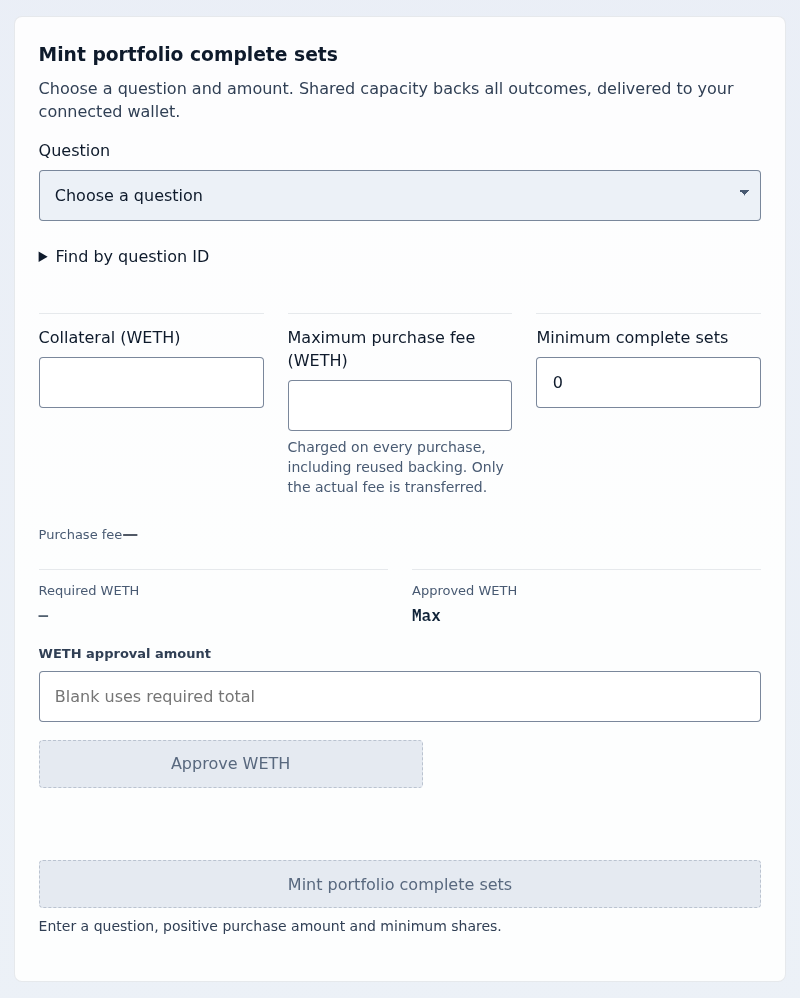 Mint portfolio complete sets
Choose a question and amount. Shared capacity backs all outcomes, delivered to your
connected wallet.
Question
Choose a question
Find by question ID
Collateral (WETH)
Maximum purchase fee
(WETH)
Charged on every purchase,
including reused backing. Only
the actual fee is transferred.
Minimum complete sets
0
Purchase fee—
Required WETH
—
Approved WETH
Max
WETH approval amount
Blank uses required total
Approve WETH
Mint portfolio complete sets
Enter a question, positive purchase amount and minimum shares.